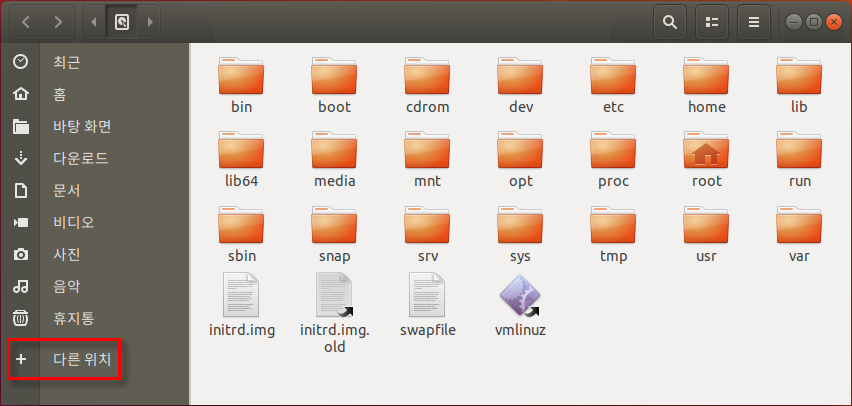 최근
홈
바탕 화면
다운로드
문서
비디오
사진
음악
휴지통
다른 위치
bin boot cdrom dev etc home lib
lib64 media mnt opt proc root run
sbin snap srv sys tmp usr var
initrd.img initrd.img. swapfile vmlinuz
old